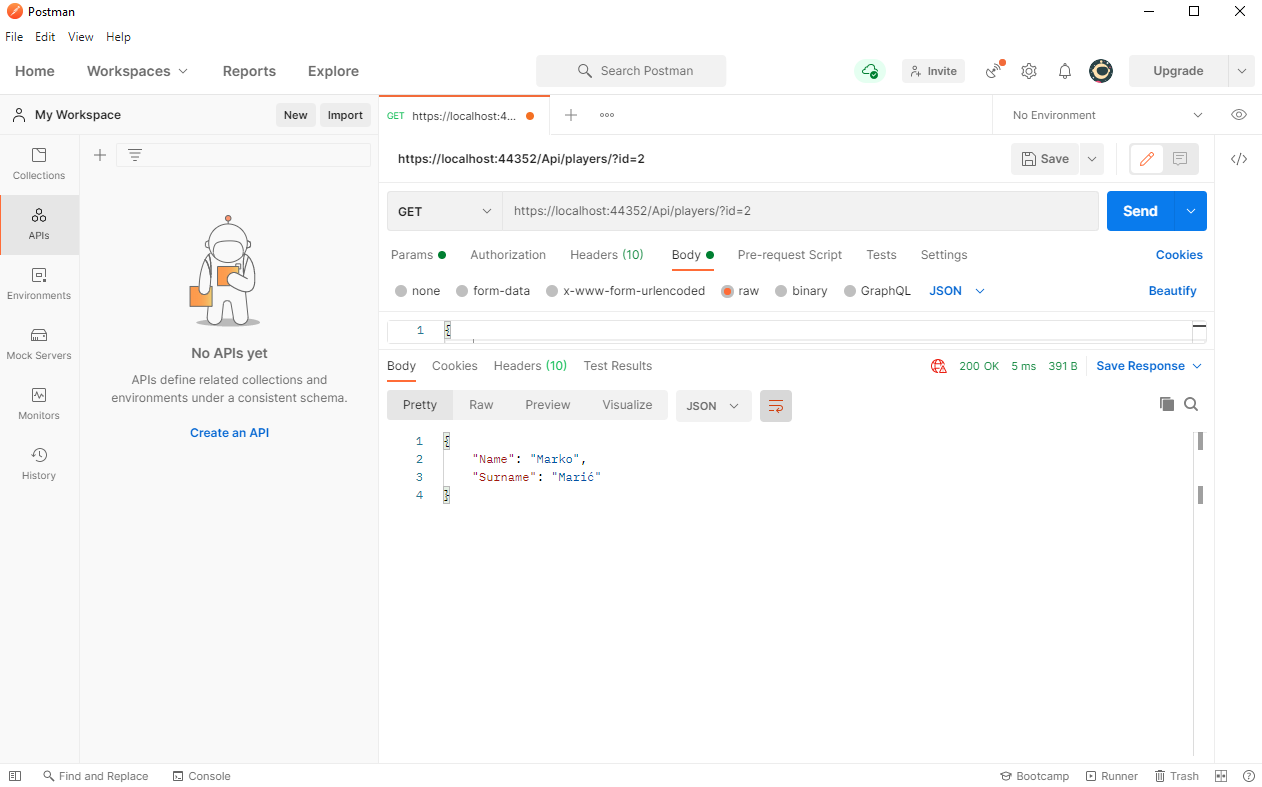 Postman
File Edit View Help
Home Workspaces Reports Explore Search Postman Invite Upgrade
My Workspace New Import GET https://localhost:4... No Environment
Collections
APIs
Environments
Mock Servers
Monitors
History
No APIs yet
APIs define related collections and
environments under a consistent schema.
Create an API
https://localhost:44352/Api/players/?id=2 Save
GET https://localhost:44352/Api/players/?id=2 Send
Params Authorization Headers (10) Body Pre-request Script Tests Settings Cookies
none form-data x-www-form-urlencoded raw binary GraphQL JSON Beautify
1 {
Body Cookies Headers (10) Test Results 200 OK 5 ms 391 B Save Response
Pretty Raw Preview Visualize JSON
1 {
2 "Name": "Marko",
3 "Surname": "Marić"
4 }
Find and Replace Console Bootcamp Runner Trash